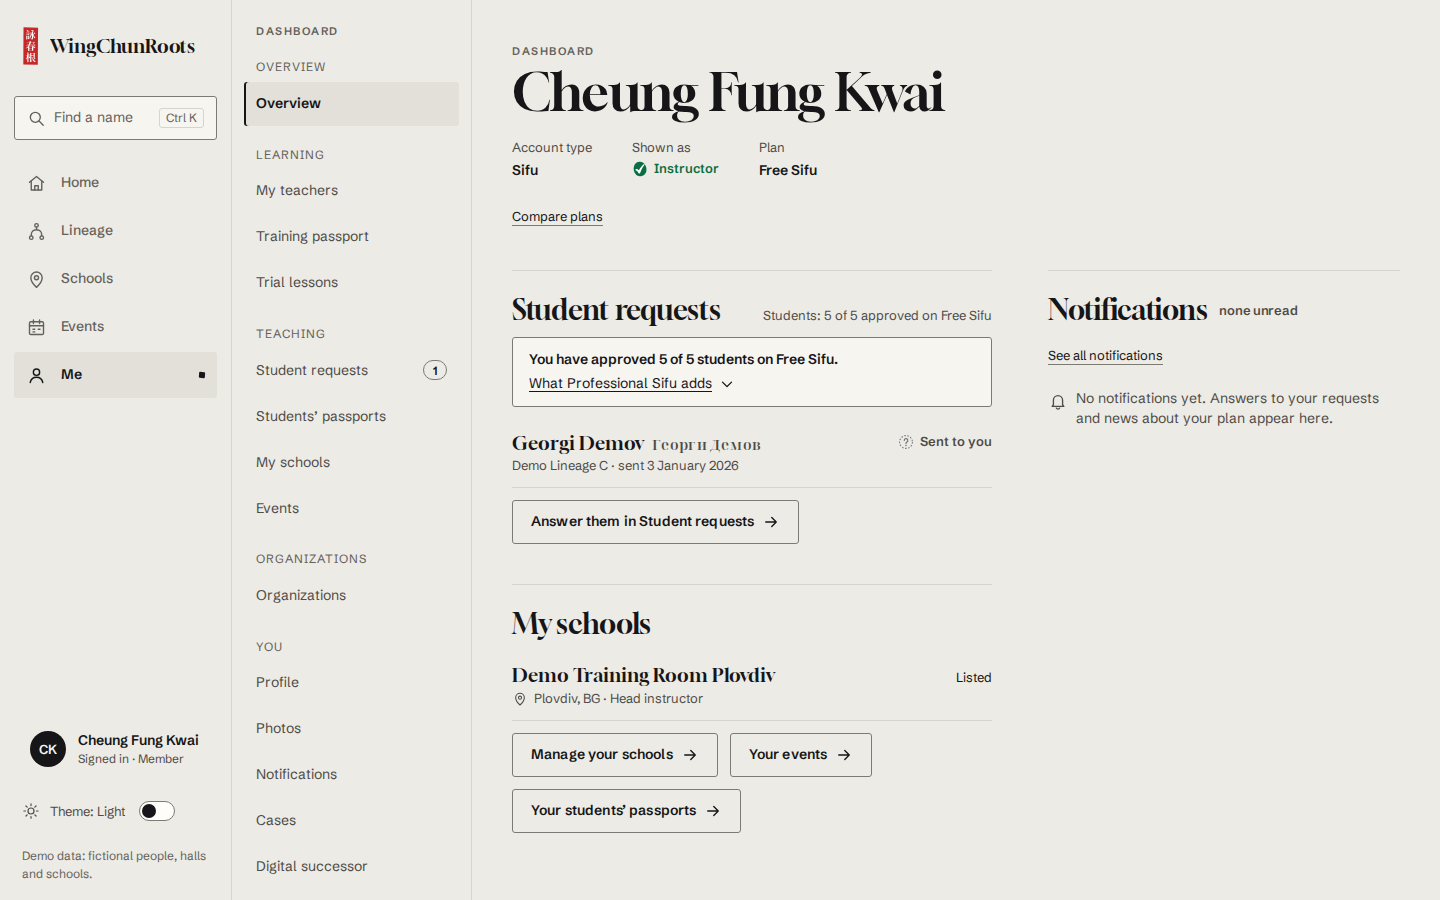 詠春根
WingChunRoots
Find a name
Ctrl K
Home
Lineage
Schools
Events
Me
CK
Cheung Fung Kwai
Signed in · Member
Theme: Light
Demo data: fictional people, halls
and schools.
DASHBOARD
OVERVIEW
Overview
LEARNING
My teachers
Training passport
Trial lessons
TEACHING
Student requests
1
Students’ passports
My schools
Events
ORGANIZATIONS
Organizations
YOU
Profile
Photos
Notifications
Cases
Digital successor
DASHBOARD
Cheung Fung Kwai
Account type
Sifu
Shown as
Instructor
Plan
Free Sifu
Compare plans
Student requests
Students: 5 of 5 approved on Free Sifu
You have approved 5 of 5 students on Free Sifu.
What Professional Sifu adds
Georgi Demov Георги Демов
Sent to you
Demo Lineage C · sent 3 January 2026
Answer them in Student requests
My schools
Demo Training Room Plovdiv
Listed
Plovdiv, BG · Head instructor
Manage your schools
Your events
Your students’ passports
Notifications
none unread
See all notifications
No notifications yet. Answers to your requests
and news about your plan appear here.